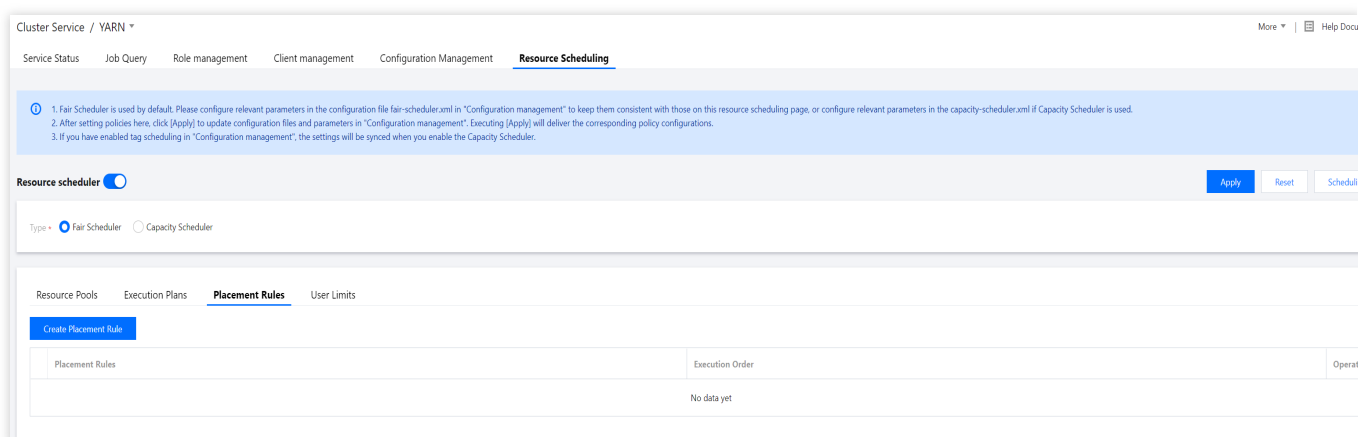 Cluster Service / YARN
More | Help Docu
Service Status Job Query Role management Client management Configuration Management Resource Scheduling
1. Fair Scheduler is used by default. Please configure relevant parameters in the configuration file fair-scheduler.xml in "Configuration management" to keep them consistent with those on this resource scheduling page, or configure relevant parameters in the capacity-scheduler.xml if Capacity Scheduler is used.
2. After setting policies here, click [Apply] to update configuration files and parameters in "Configuration management". Executing [Apply] will deliver the corresponding policy configurations.
3. If you have enabled tag scheduling in "Configuration management", the settings will be synced when you enable the Capacity Scheduler.
Resource scheduler
Apply Reset Scheduli
Type * Fair Scheduler Capacity Scheduler
Resource Pools Execution Plans Placement Rules User Limits
Create Placement Rule
Placement Rules Execution Order Operat
No data yet